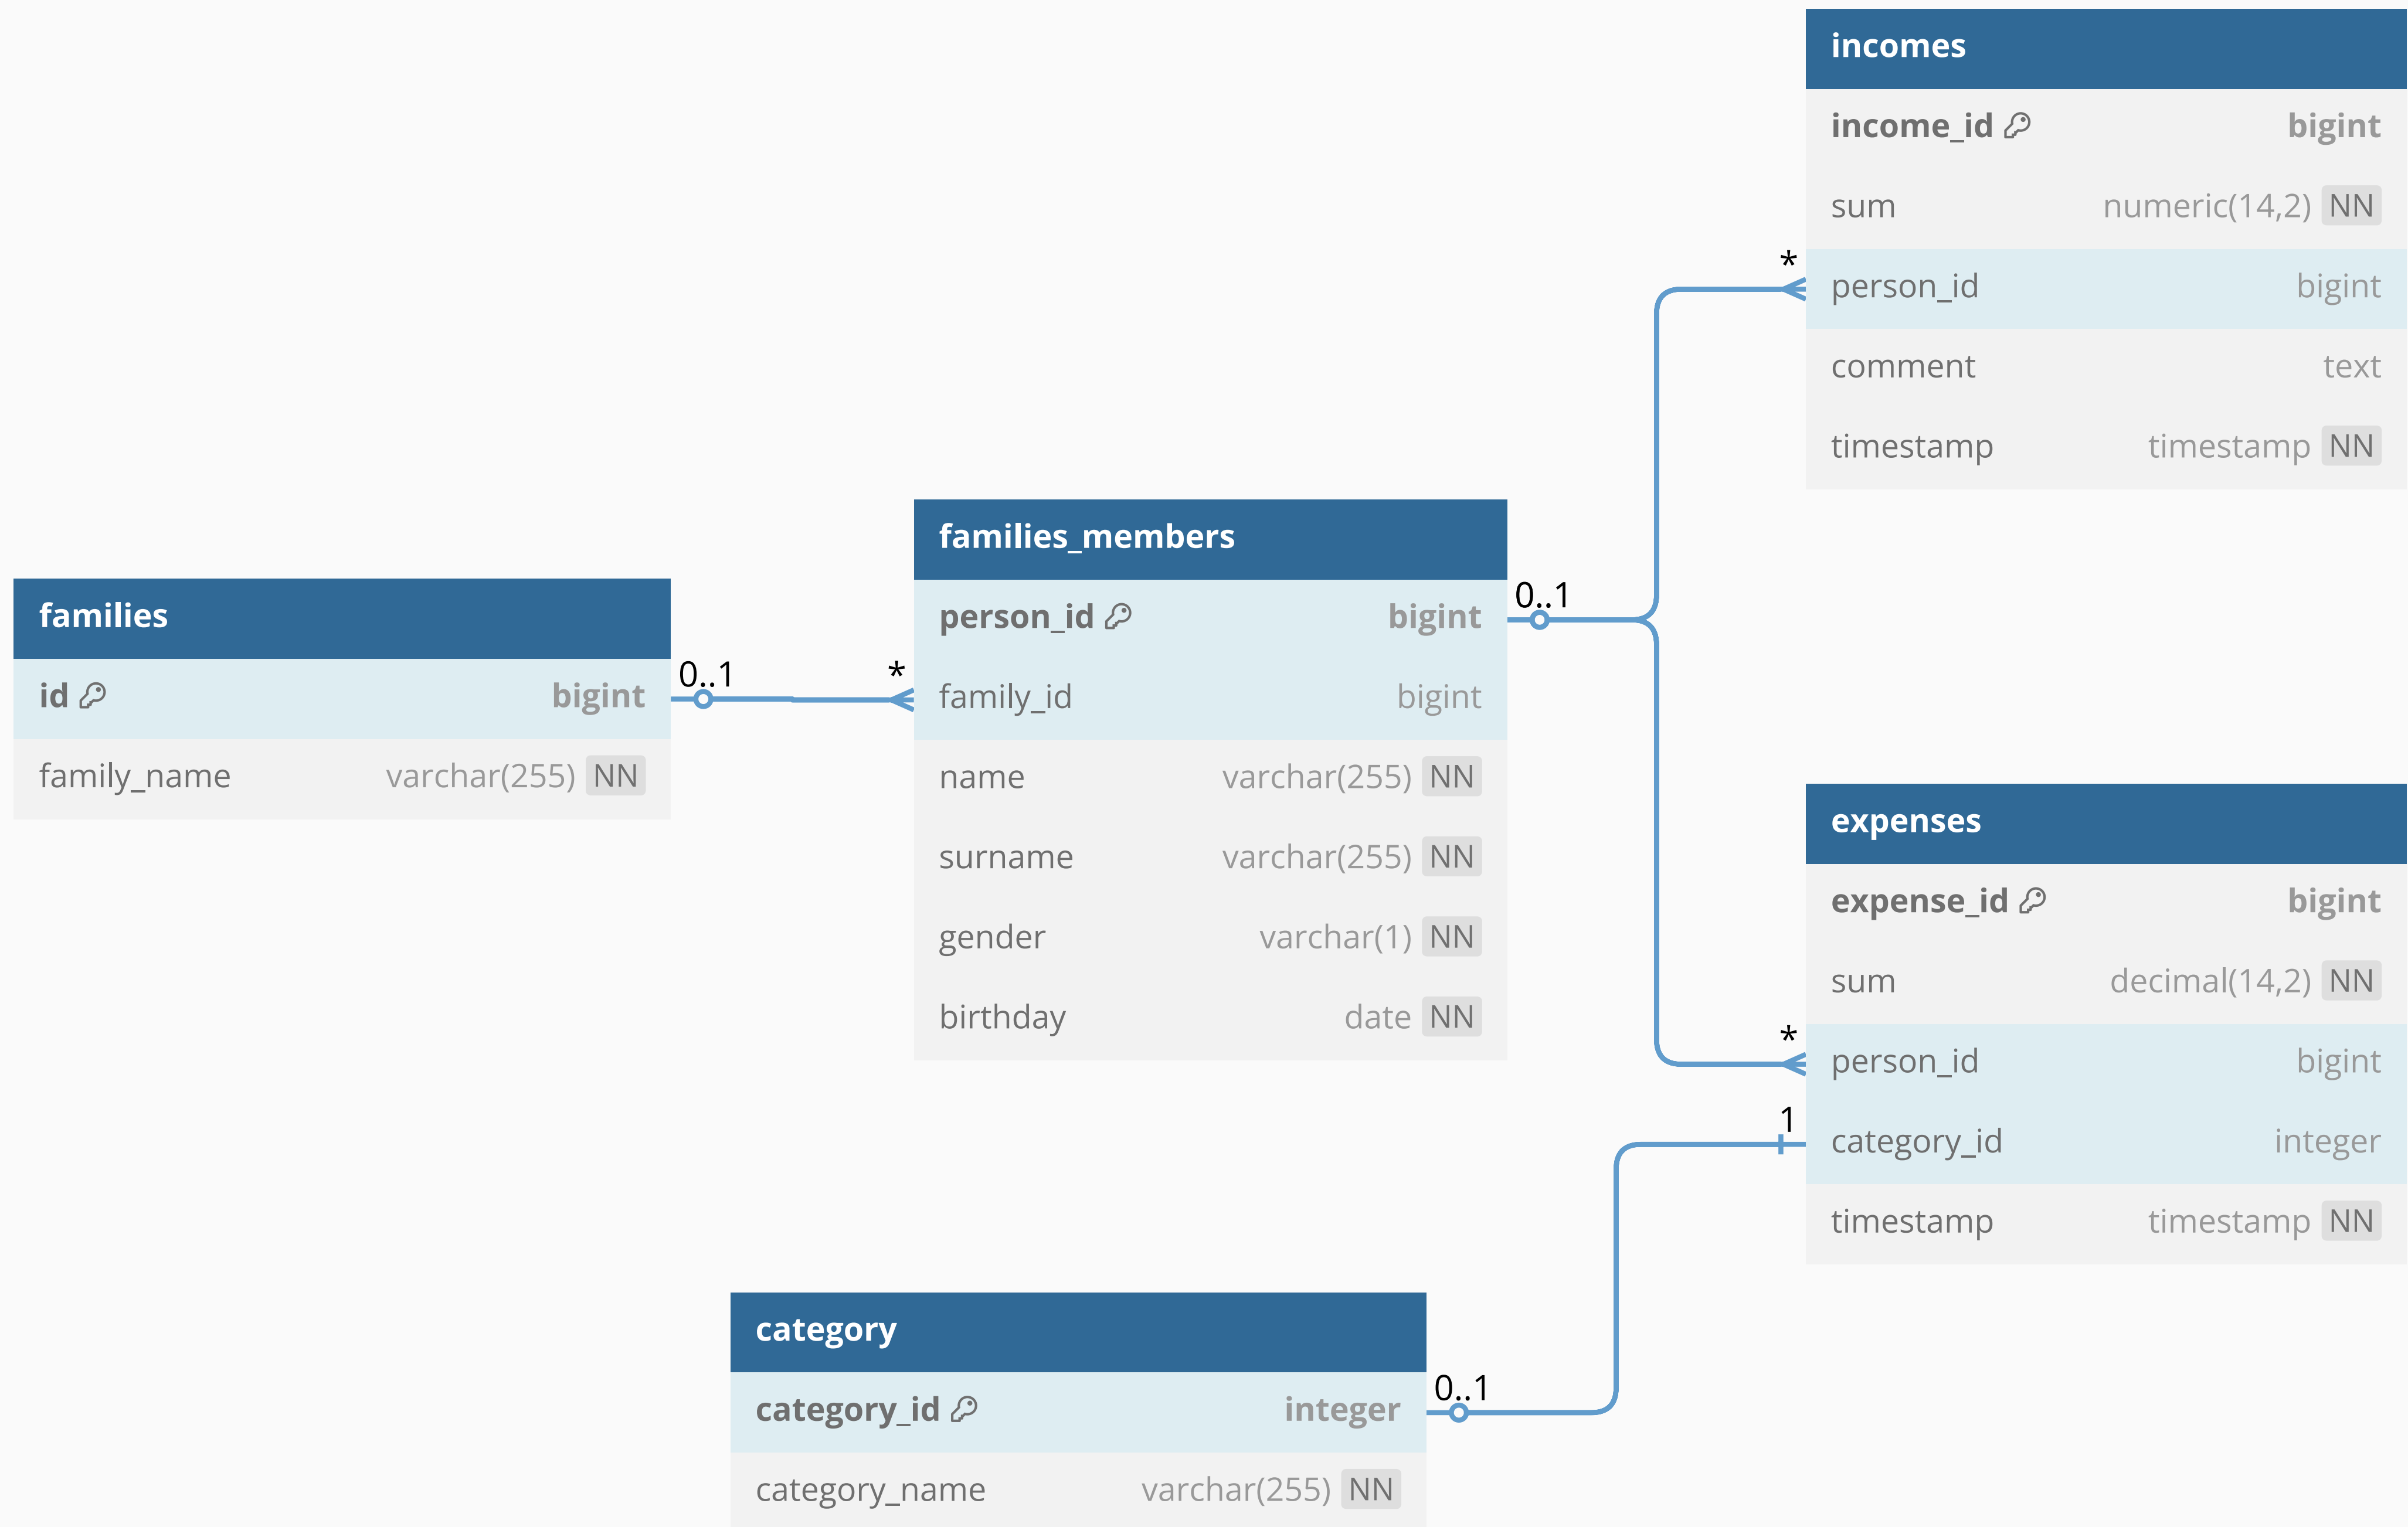 incomes
income_id bigint
sum numeric(14,2) NN
*
person_id bigint
comment text
timestamp timestamp NN
families_members
person_id bigint
0..1
family_id bigint
*
name varchar(255) NN
surname varchar(255) NN
gender varchar(1) NN
birthday date NN
families
id bigint
0..1
family_name varchar(255) NN
expenses
expense_id bigint
sum decimal(14,2) NN
*
person_id bigint
1
category_id integer
timestamp timestamp NN
category
category_id integer
0..1
category_name varchar(255) NN